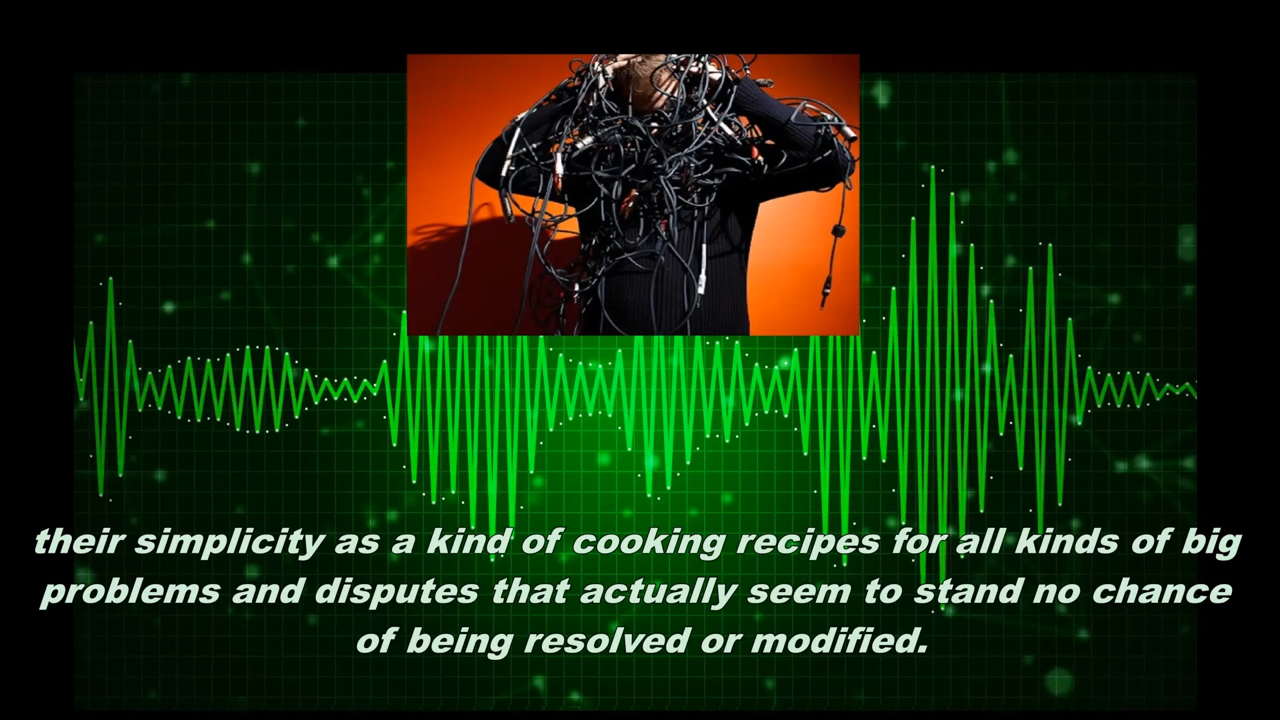 their simplicity as a kind of cooking recipes for all kinds of big
problems and disputes that actually seem to stand no chance
of being resolved or modified.